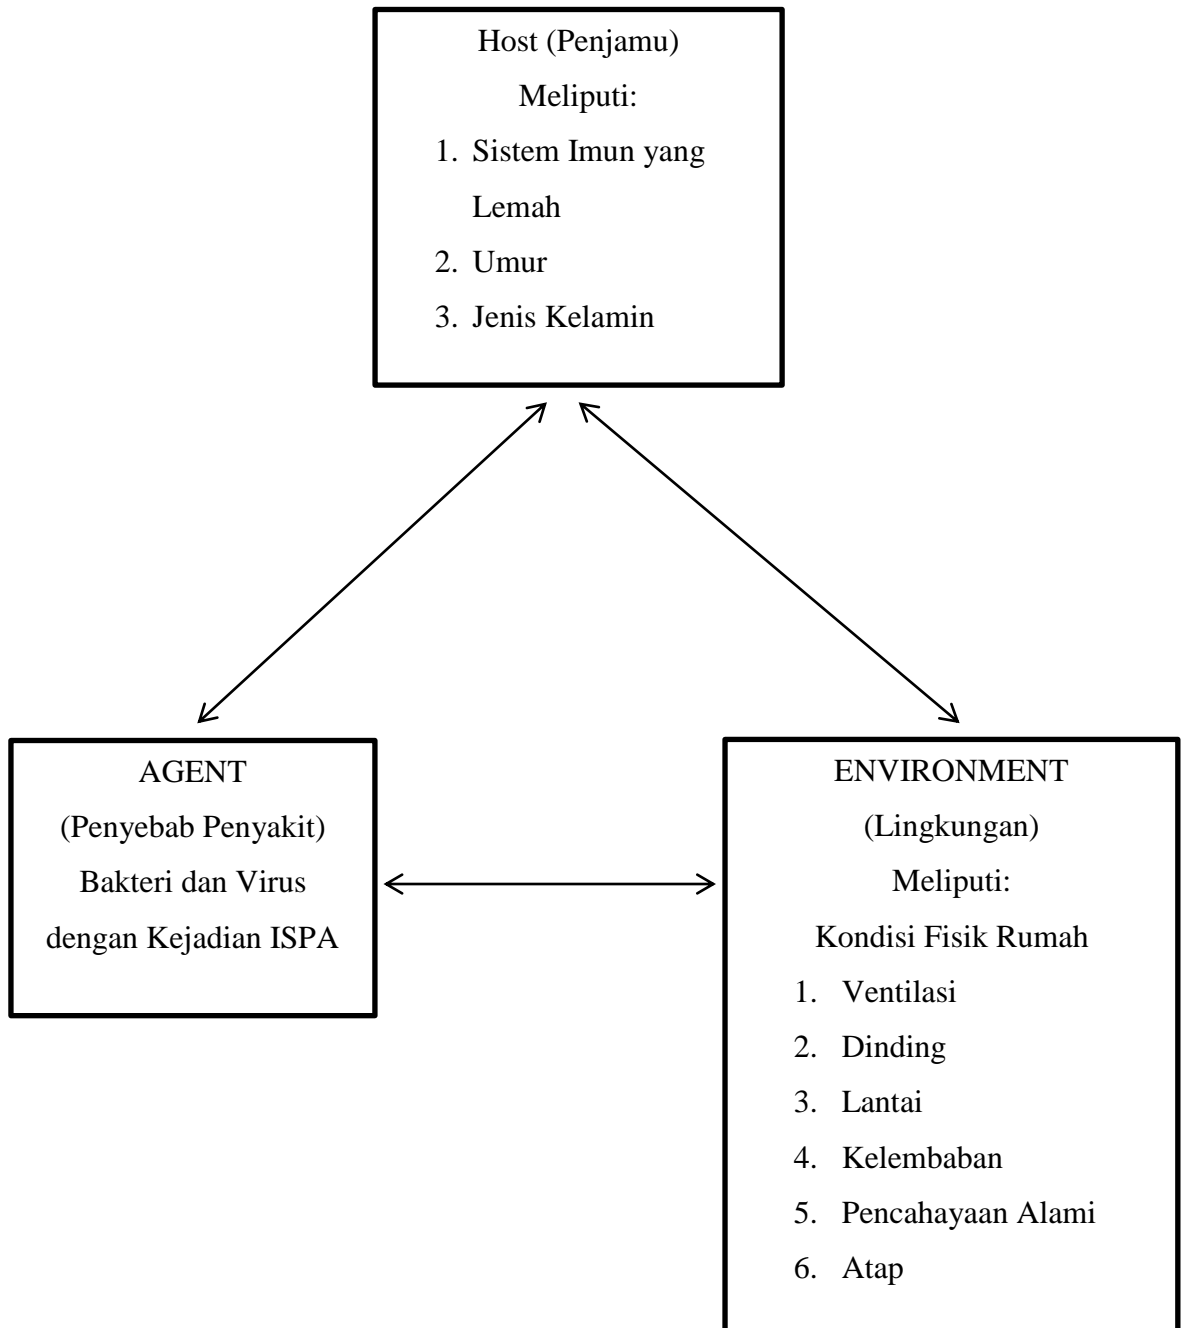 Host (Penjamu)
Meliputi:
1. Sistem Imun yang
Lemah
2. Umur
3. Jenis Kelamin
AGENT
(Penyebab Penyakit)
Bakteri dan Virus
dengan Kejadian ISPA
ENVIRONMENT
(Lingkungan)
Meliputi:
Kondisi Fisik Rumah
1. Ventilasi
2. Dinding
3. Lantai
4. Kelembaban
5. Pencahayaan Alami
6. Atap